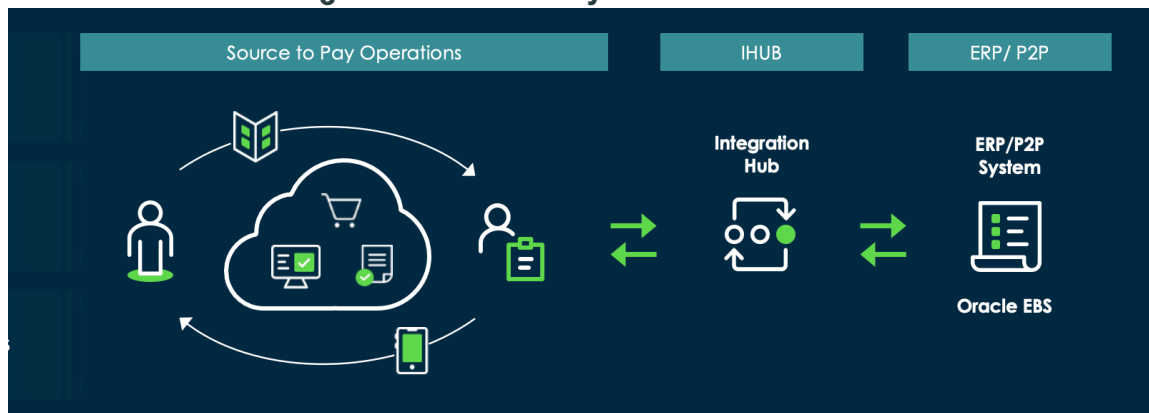 Source to Pay Operations
IHUB
ERP/ P2P
Integration
Hub
ERP/P2P
System
Oracle EBS
s